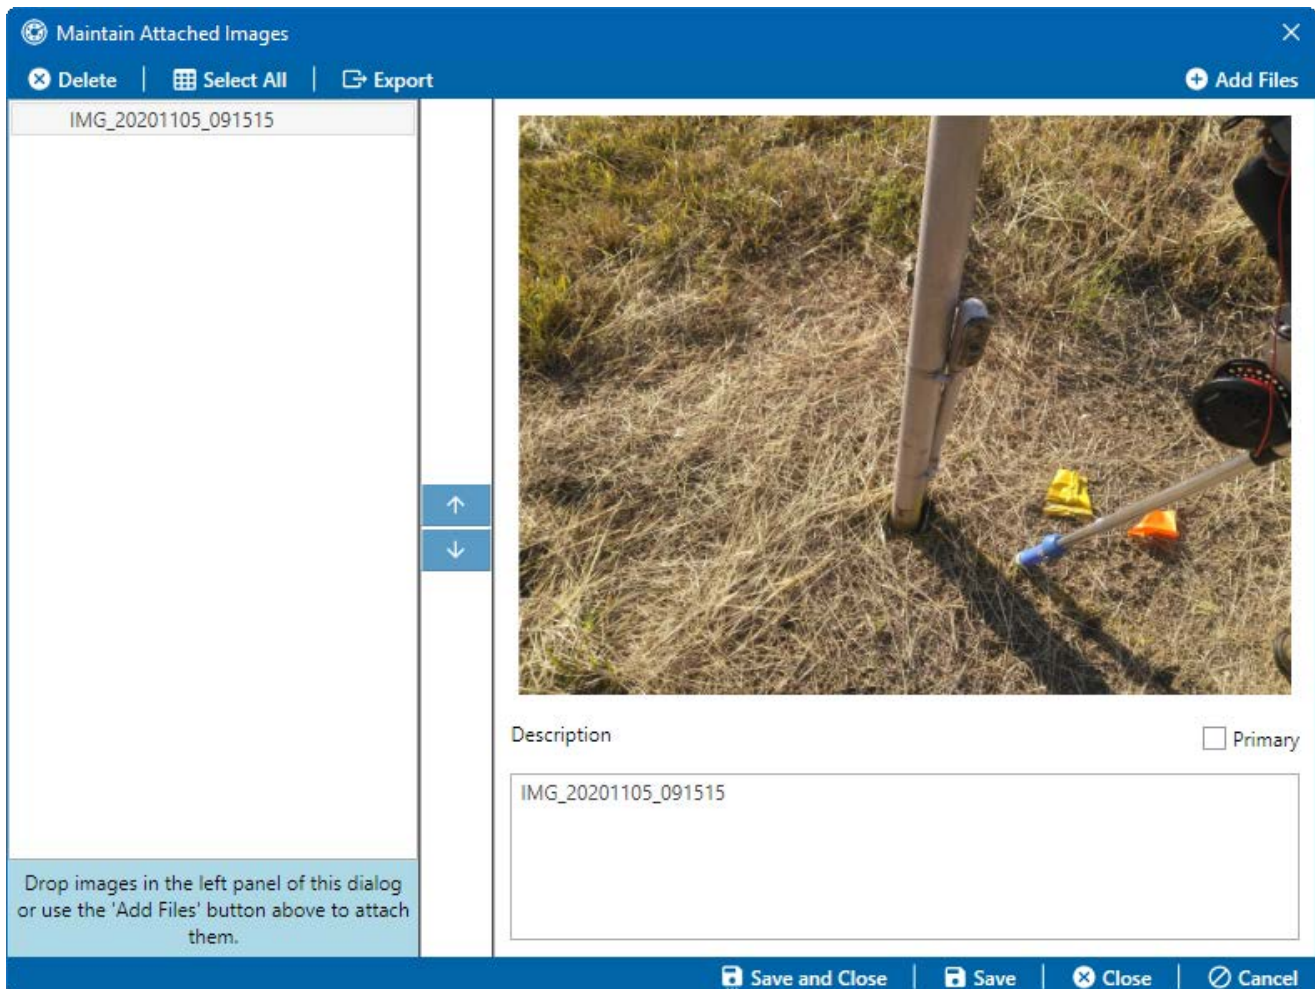 Maintain Attached Images
Delete
Select All
Export
Add Files
IMG_20201105_091515
Description
Primary
IMG_20201105_091515
Drop images in the left panel of this dialog
or use the 'Add Files' button above to attach
them.
Save and Close
Save
Close
Cancel